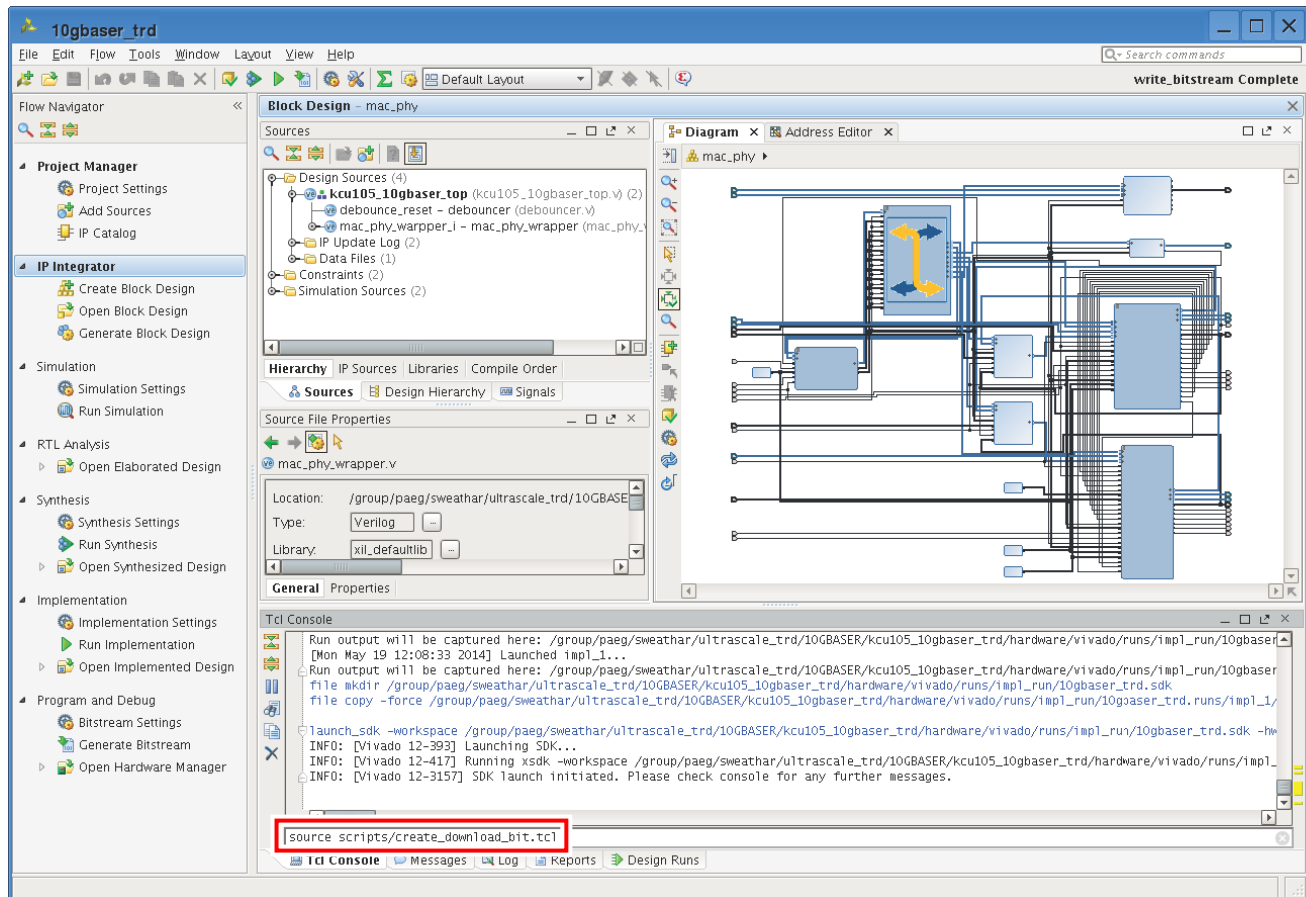 10gbaser_trd
File Edit Flow Tools Window Layout View Help
Search commands
Default Layout
write_bitstream Complete
Flow Navigator
Project Manager
Project Settings
Add Sources
IP Catalog
IP Integrator
Create Block Design
Open Block Design
Generate Block Design
Simulation
Simulation Settings
Run Simulation
RTL Analysis
Open Elaborated Design
Synthesis
Synthesis Settings
Run Synthesis
Open Synthesized Design
Implementation
Implementation Settings
Run Implementation
Open Implemented Design
Program and Debug
Bitstream Settings
Generate Bitstream
Open Hardware Manager
Block Design - mac_phy
Sources
Design Sources (4)
kcu105_10gbaser_top (kcu105_10gbaser_top.v) (2)
debounce_reset - debouncer (debouncer.v)
mac_phy_warpper_i - mac_phy_wrapper (mac_phy_
IP Update Log (2)
Data Files (1)
Constraints (2)
Simulation Sources (2)
Hierarchy IP Sources Libraries Compile Order
Sources Design Hierarchy Signals
Source File Properties
mac_phy_wrapper.v
Location: /group/paeg/sweathar/ultrascale_trd/10GBASE
Type: Verilog
Library: xil_defaultlib
General Properties
Diagram Address Editor
mac_phy
Tcl Console
Run output will be captured here: /group/paeg/sweathar/ultrascale_trd/10GBASER/kcu105_10gbaser_trd/hardware/vivado/runs/impl_run/10gbaser
[Mon May 19 12:08:33 2014] Launched impl_1...
Run output will be captured here: /group/paeg/sweathar/ultrascale_trd/10GBASER/kcu105_10gbaser_trd/hardware/vivado/runs/impl_run/10gbaser
file mkdir /group/paeg/sweathar/ultrascale_trd/10GBASER/kcu105_10gbaser_trd/hardware/vivado/runs/impl_run/10gbaser_trd.sdk
file copy -force /group/paeg/sweathar/ultrascale_trd/10GBASER/kcu105_10gbaser_trd/hardware/vivado/runs/impl_run/10gbaser_trd.runs/impl_1/
launch_sdk -workspace /group/paeg/sweathar/ultrascale_trd/10GBASER/kcu105_10gbaser_trd/hardware/vivado/runs/impl_run/10gbaser_trd.sdk -hw
INFO: [Vivado 12-393] Launching SDK...
INFO: [Vivado 12-417] Running xsdk -workspace /group/paeg/sweathar/ultrascale_trd/10GBASER/kcu105_10gbaser_trd/hardware/vivado/runs/impl_
INFO: [Vivado 12-3157] SDK launch initiated. Please check console for any further messages.
source scripts/create_download_bit.tcl
Tcl Console Messages Log Reports Design Runs